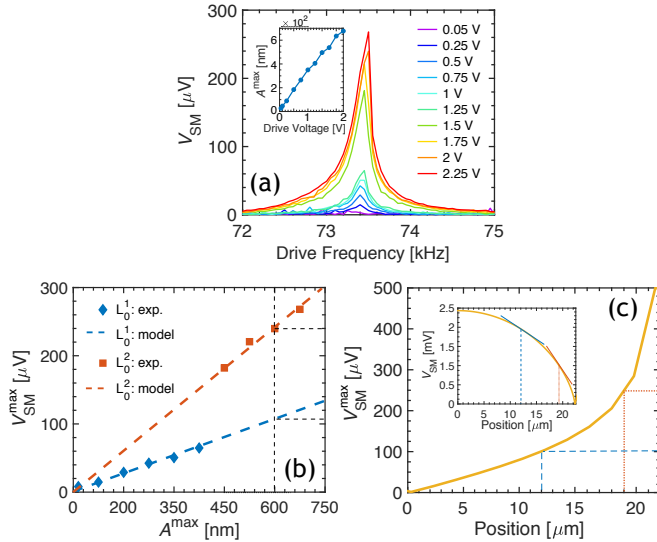 × 10²
6
4
2
0
A^max [nm]
0 1 2
Drive Voltage [V]
300
200
100
0
V_SM [μV]
(a)
0.05 V
0.25 V
0.5 V
0.75 V
1 V
1.25 V
1.5 V
1.75 V
2 V
2.25 V
72 73 74 75
Drive Frequency [kHz]
300
200
100
0
V_SM^max [μV]
L_0^1: exp.
L_0^1: model
L_0^2: exp.
L_0^2: model
(b)
0 150 300 450 600 750
A^max [nm]
500
400
300
200
100
0
V_SM^max [μV]
(c)
2.5
2.0
1.5
1.0
0.5
0
V_SM [mV]
0 5 10 15 20
Position [μm]
0 5 10 15 20
Position [μm]